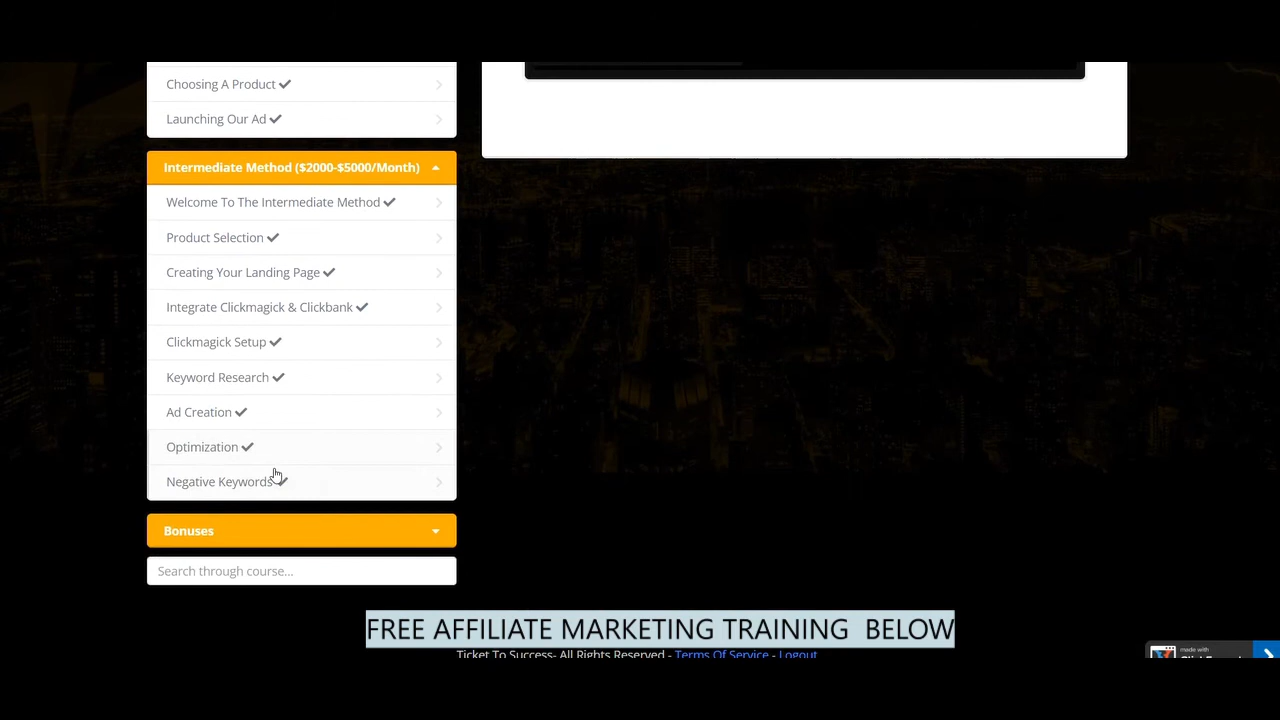 Choosing A Product
Launching Our Ad
Intermediate Method ($2000-$5000/Month)
Welcome To The Intermediate Method
Product Selection
Creating Your Landing Page
Integrate Clickmagick & Clickbank
Clickmagick Setup
Keyword Research
Ad Creation
Optimization
Negative Keywords
Bonuses
Search through course...
FREE AFFILIATE MARKETING TRAINING BELOW
Ticket To Success- All Rights Reserved - Terms Of Service - Logout
made with